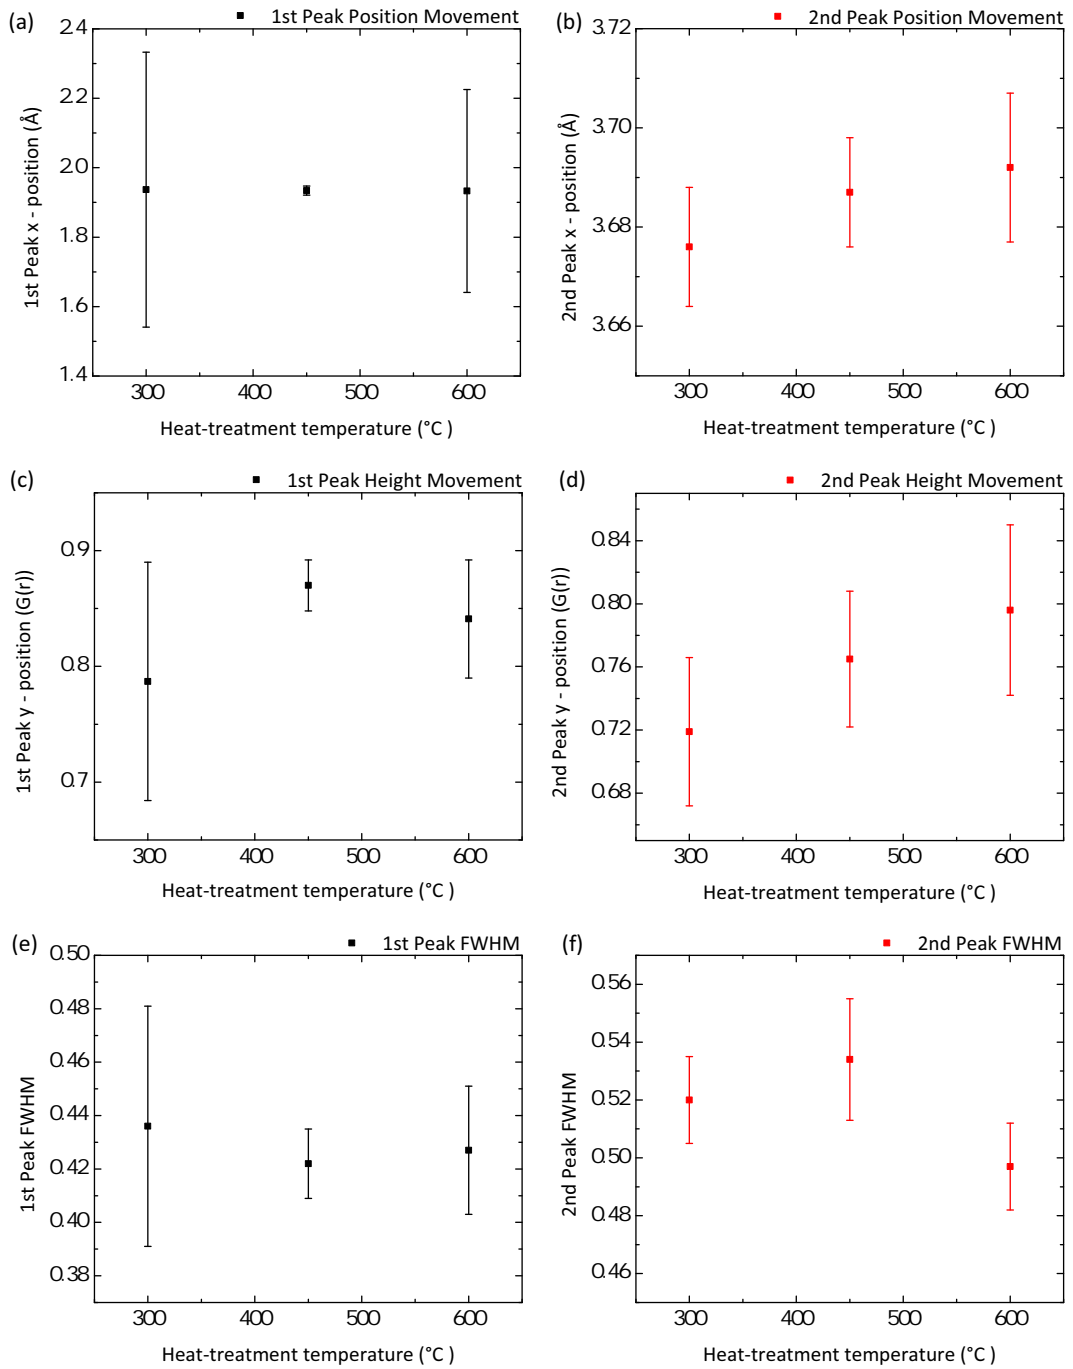 (a)
1st Peak Position Movement
2.4
2.2
2.0
1.8
1.6
1.4
1st Peak x - position (Å)
300 400 500 600
Heat-treatment temperature (°C )
(b)
2nd Peak Position Movement
3.72
3.70
3.68
3.66
2nd Peak x - position (Å)
300 400 500 600
Heat-treatment temperature (°C )
(c)
1st Peak Height Movement
0.9
0.8
0.7
1st Peak y - position (G(r))
300 400 500 600
Heat-treatment temperature (°C )
(d)
2nd Peak Height Movement
0.84
0.80
0.76
0.72
0.68
2nd Peak y - position (G(r))
300 400 500 600
Heat-treatment temperature (°C )
(e)
1st Peak FWHM
0.50
0.48
0.46
0.44
0.42
0.40
0.38
1st Peak FWHM
300 400 500 600
Heat-treatment temperature (°C )
(f)
2nd Peak FWHM
0.56
0.54
0.52
0.50
0.48
0.46
2nd Peak FWHM
300 400 500 600
Heat-treatment temperature (°C )